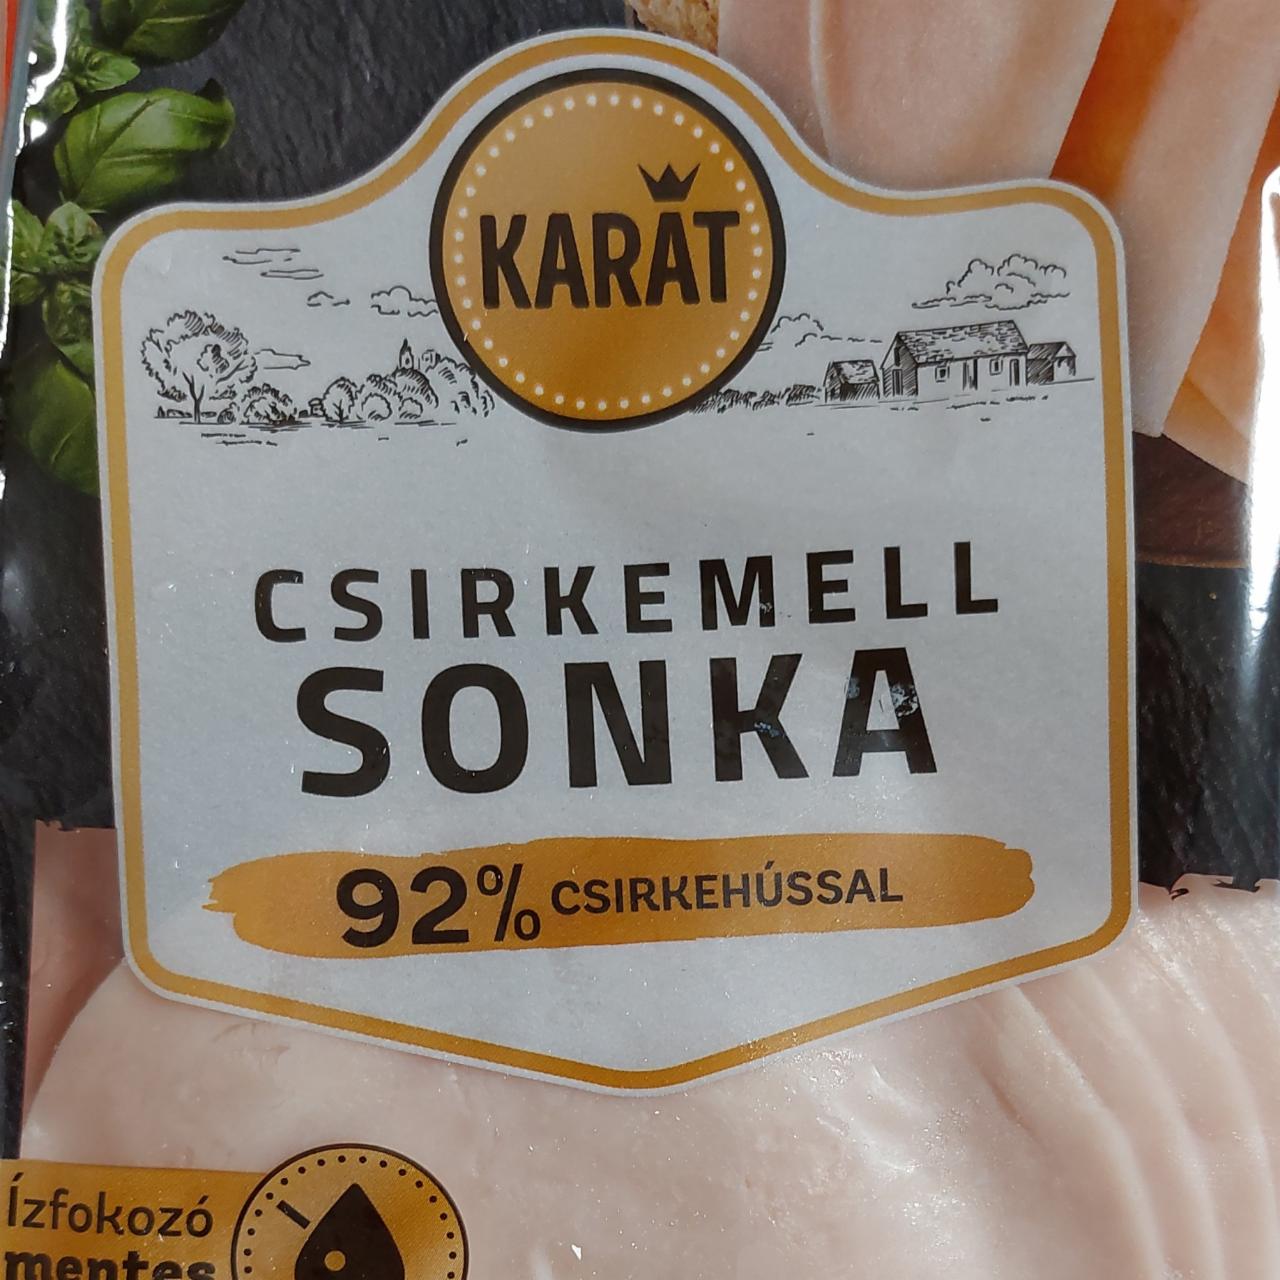 KARÁT
CSIRKEMELL
SONKA
92% CSIRKEHÚSSAL
Ízfokozó
mentes